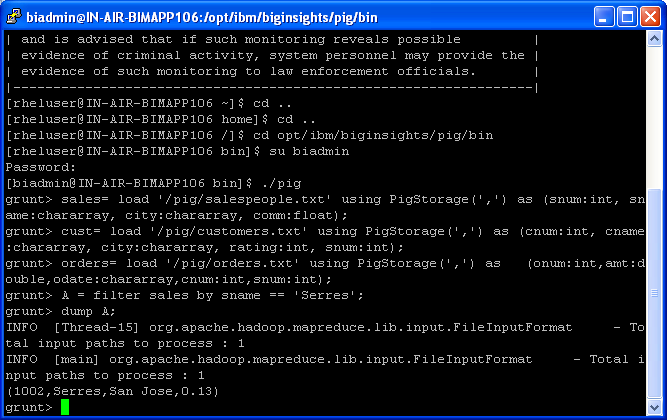 biadmin@IN-AIR-BIMAPP106:/opt/ibm/biginsights/pig/bin
| and is advised that if such monitoring reveals possible |
| evidence of criminal activity, system personnel may provide the |
| evidence of such monitoring to law enforcement officials. |
|-----------------------------------------------------------------|
[rheluser@IN-AIR-BIMAPP106 ~]$ cd ..
[rheluser@IN-AIR-BIMAPP106 home]$ cd ..
[rheluser@IN-AIR-BIMAPP106 /]$ cd opt/ibm/biginsights/pig/bin
[rheluser@IN-AIR-BIMAPP106 bin]$ su biadmin
Password:
[biadmin@IN-AIR-BIMAPP106 bin]$ ./pig
grunt> sales= load '/pig/salespeople.txt' using PigStorage(',') as (snum:int, sn
ame:chararray, city:chararray, comm:float);
grunt> cust= load '/pig/customers.txt' using PigStorage(',') as (cnum:int, cname
:chararray, city:chararray, rating:int, snum:int);
grunt> orders= load '/pig/orders.txt' using PigStorage(',') as (onum:int,amt:d
ouble,odate:chararray,cnum:int,snum:int);
grunt> A = filter sales by sname == 'Serres';
grunt> dump A;
INFO [Thread-15] org.apache.hadoop.mapreduce.lib.input.FileInputFormat - To
tal input paths to process : 1
INFO [main] org.apache.hadoop.mapreduce.lib.input.FileInputFormat - Total i
nput paths to process : 1
(1002,Serres,San Jose,0.13)
grunt>